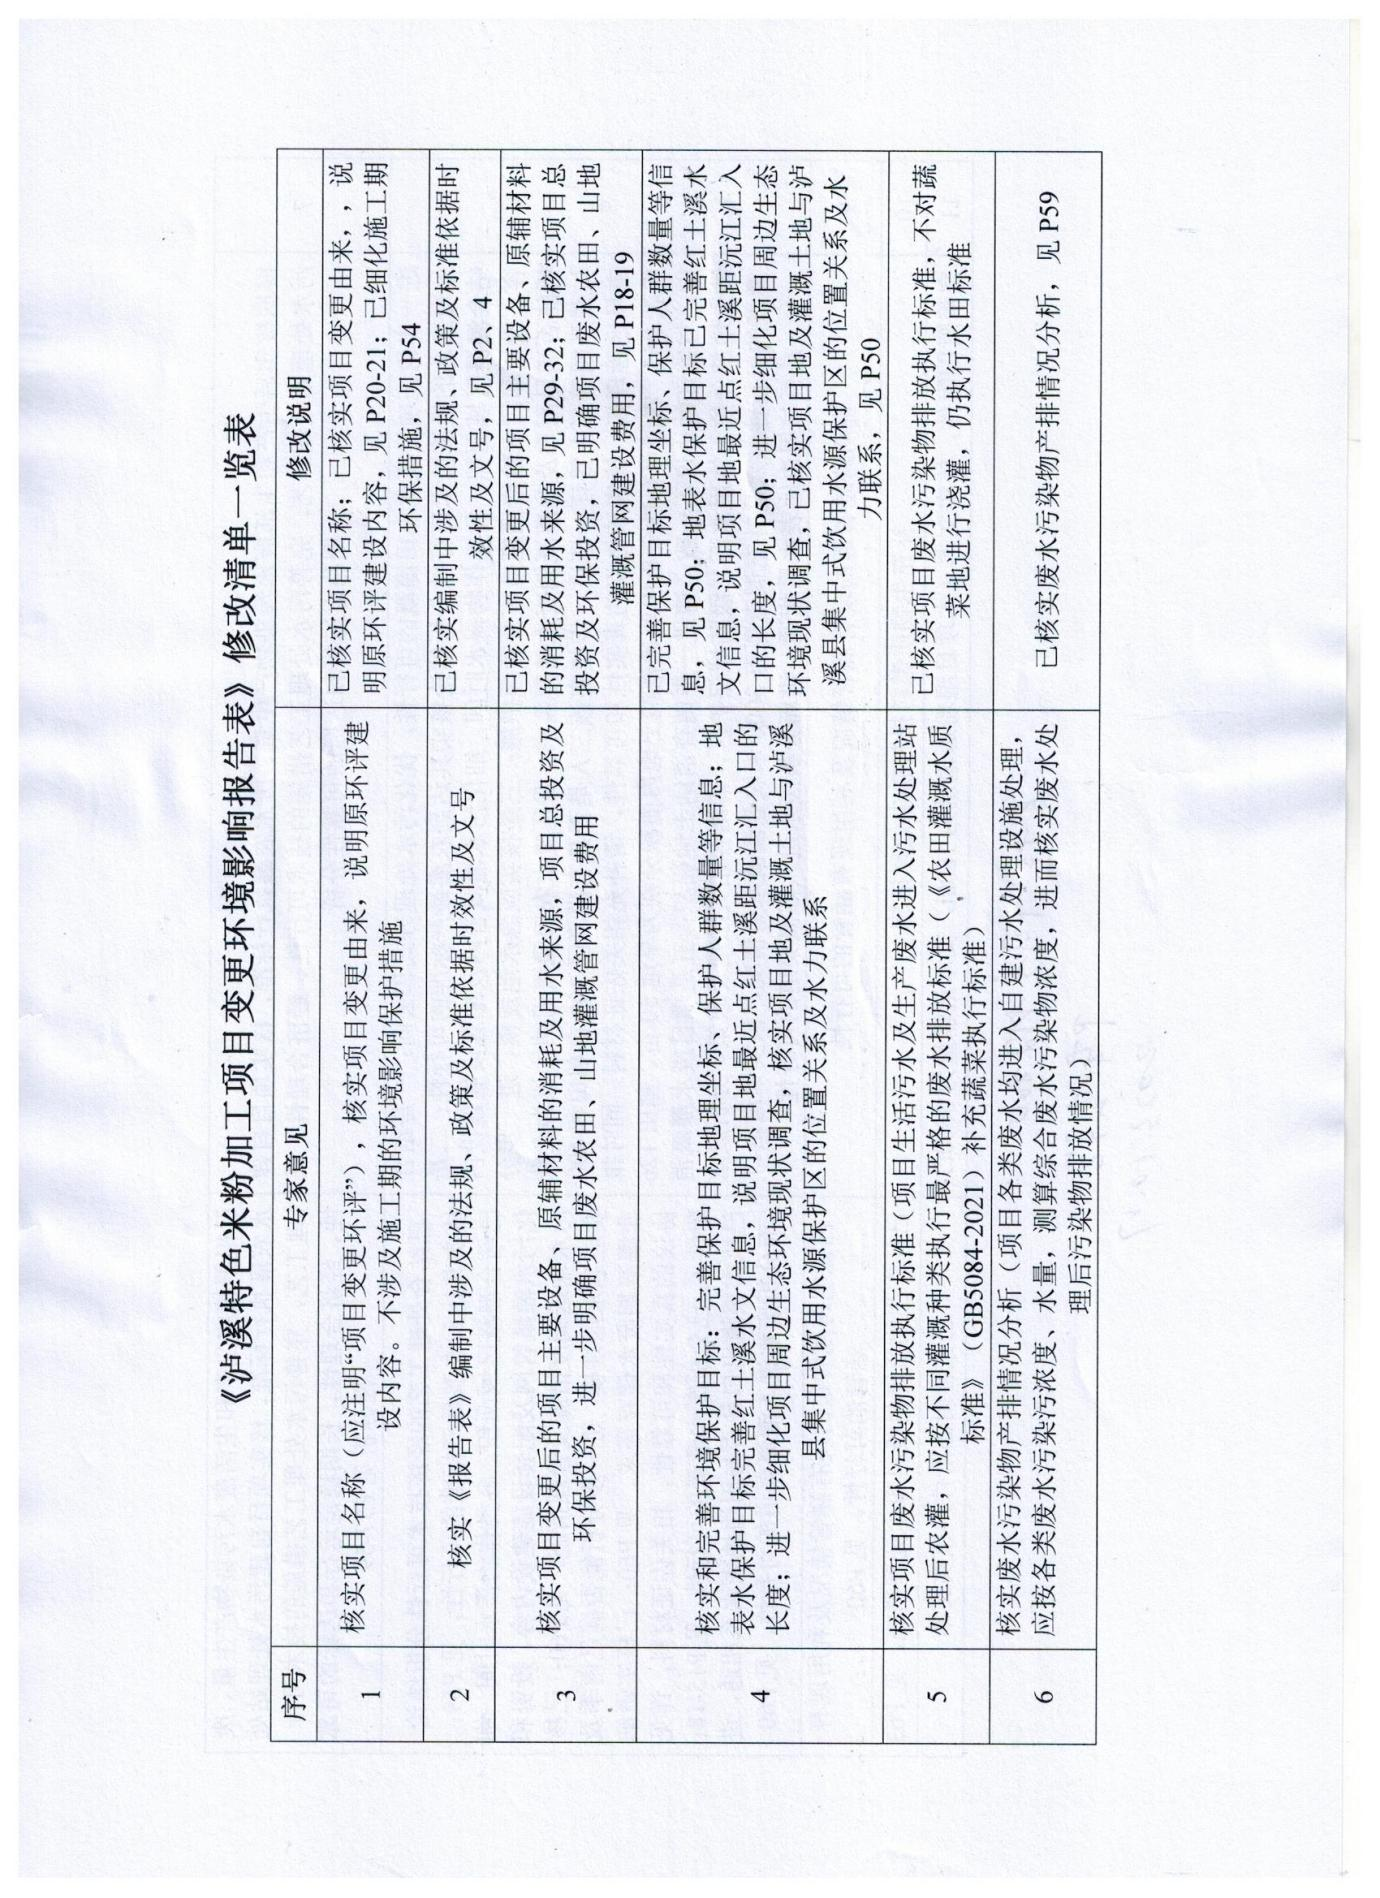 《泸溪特色米粉加工项目变更环境影响报告表》修改清单一览表
序号
专家意见
修改说明
1
核实项目名称（应注明“项目变更环评”），核实项目变更由来，说明原环评建
设内容。不涉及施工期的环境影响保护措施
已核实项目名称；已核实项目变更由来，，说
明原环评建设内容，见 P20-21；已细化施工期
环保措施，见 P54
2
核实《报告表》编制中涉及的法规、政策及标准依据时效性及文号
已核实编制中涉及的法规、政策及标准依据时
效性及文号，见 P2、4
3
核实项目变更后的项目主要设备、原辅材料的消耗及用水来源，项目总投资及
环保投资，进一步明确项目废水农田、山地灌溉管网建设费用
已核实项目变更后的项目主要设备、原辅材料
的消耗及用水来源，见 P29-32；已核实项目总
投资及环保投资，已明确项目废水农田、山地
灌溉管网建设费用，见 P18-19
4
核实和完善环境保护目标：完善保护目标地理坐标、保护人群数量等信息；地
表水保护目标完善红土溪水文信息，说明项目地最近点红土溪距沅江汇入口的
长度；进一步细化项目周边生态环境现状调查，核实项目地及灌溉土地与泸溪
县集中式饮用水源保护区的位置关系及水力联系
已完善保护目标地理坐标、保护人群数量等信
息，见 P50；地表水保护目标已完善红土溪水
文信息，说明项目地最近点红土溪距沅江汇入
口的长度，见 P50；进一步细化项目周边生态
环境现状调查，已核实项目地及灌溉土地与泸
溪县集中式饮用水源保护区的位置关系及水
力联系，见 P50
5
核实项目废水污染物排放执行标准（项目生活污水及生产废水进入污水处理站
处理后农灌，应按不同灌溉种类执行最严格的废水排放标准（《农田灌溉水质
标准》（GB5084-2021）补充蔬菜执行标准）
已核实项目废水污染物排放执行标准，不对蔬
菜地进行浇灌，仍执行水田标准
6
核实废水污染物产排情况分析（项目各类废水均进入自建污水处理设施处理，
应按各类废水污染污浓度、水量，测算综合废水污染物浓度，进而核实废水处
理后污染物排放情况）
已核实废水污染物产排情况分析，见 P59